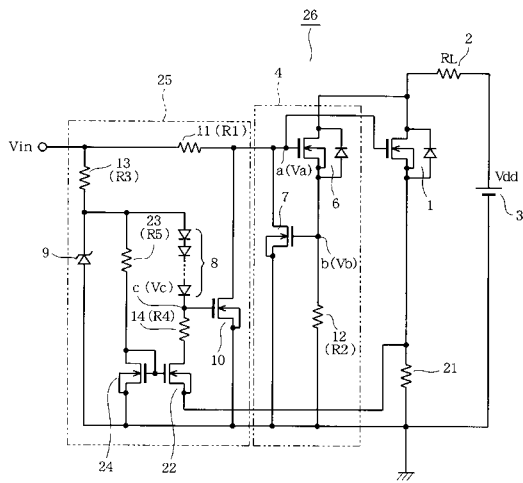 26
2
RL
25
4
11 (R1)
Vin
13
(R3)
a(Va)
6
1
Vdd
3
23
(R5)
7
9
8
c (Vc)
b(Vb)
14(R4)
10
12
(R2)
21
24
22